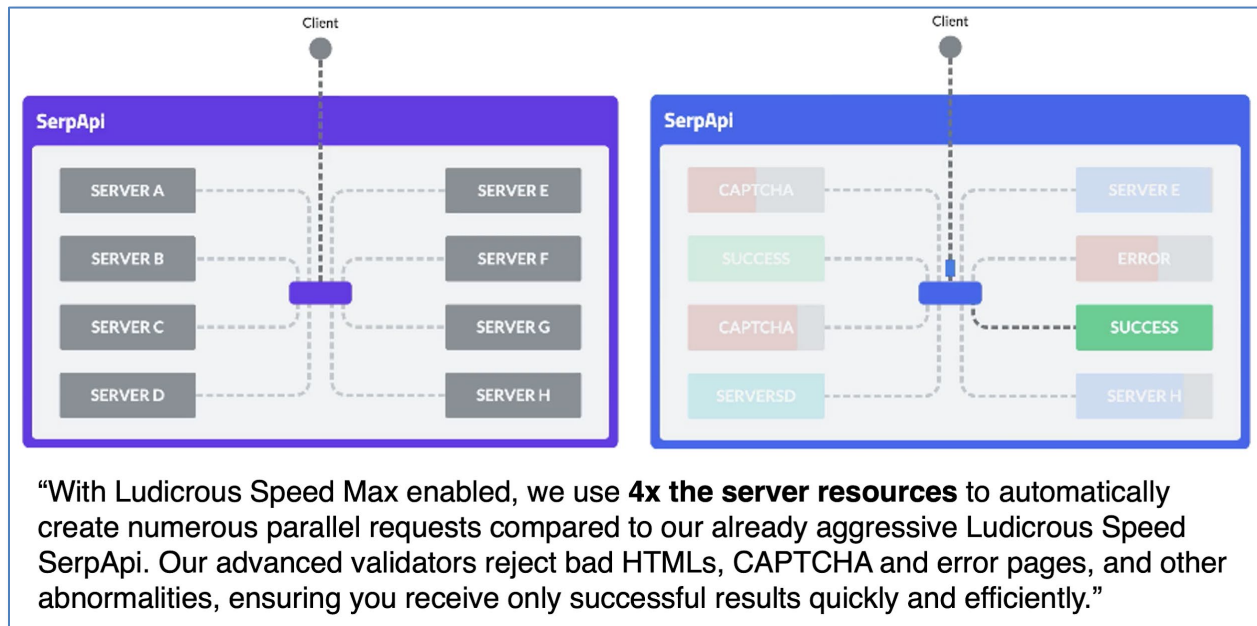 Client
SerpApi
SERVER A
SERVER B
SERVER C
SERVER D
SERVER E
SERVER F
SERVER G
SERVER H
Client
SerpApi
CAPTCHA
SUCCESS
CAPTCHA
SERVERSD
SERVER E
ERROR
SUCCESS
SERVER H
“With Ludicrous Speed Max enabled, we use 4x the server resources to automatically
create numerous parallel requests compared to our already aggressive Ludicrous Speed
SerpApi. Our advanced validators reject bad HTMLs, CAPTCHA and error pages, and other
abnormalities, ensuring you receive only successful results quickly and efficiently.”